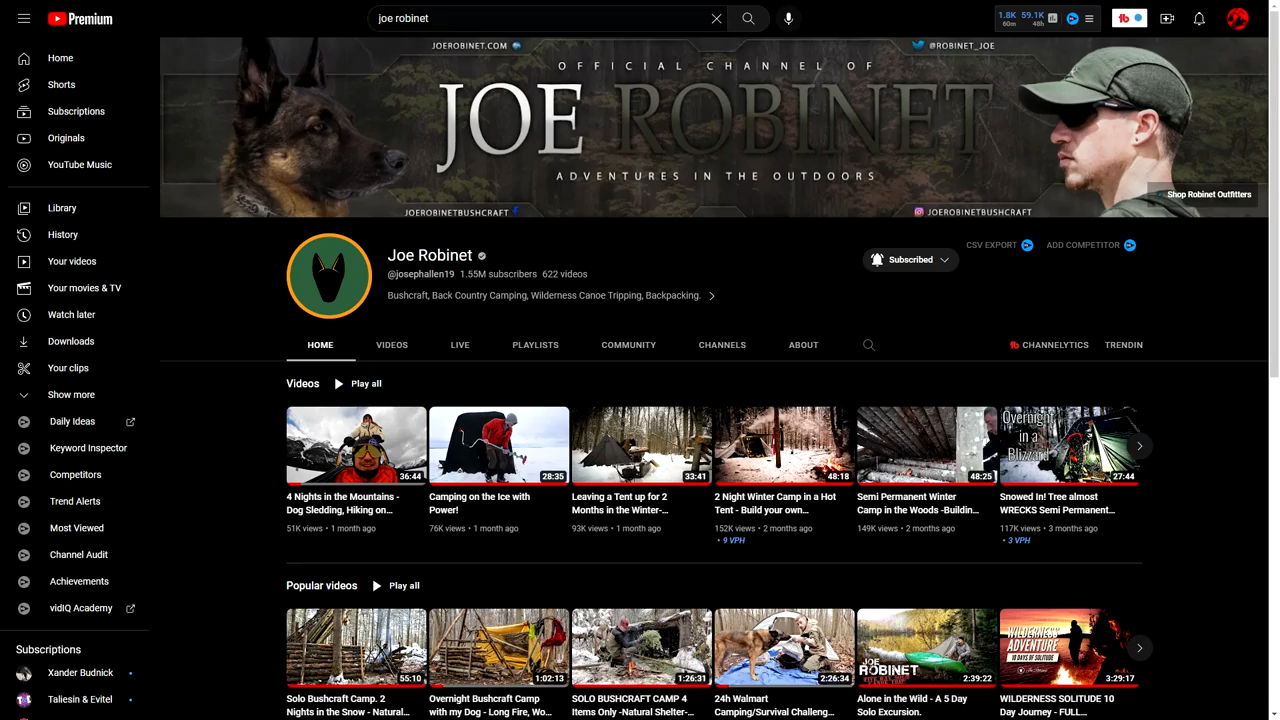 Premium
joe robinet
1.8K 59.1K
60m 48h
tb
Home
Shorts
Subscriptions
Originals
YouTube Music
Library
History
Your videos
Your movies & TV
Watch later
Downloads
Your clips
Show more
Daily Ideas
Keyword Inspector
Competitors
Trend Alerts
Most Viewed
Channel Audit
Achievements
vidIQ Academy
Subscriptions
Xander Budnick
Taliesin & Evitel
JOEROBINET.COM
@ROBINET_JOE
OFFICIAL CHANNEL OF
JOE ROBINET
ADVENTURES IN THE OUTDOORS
Shop Robinet Outfitters
JOEROBINETBUSHCRAFT
JOEROBINETBUSHCRAFT
Joe Robinet
@josephallen19 1.55M subscribers 622 videos
Bushcraft, Back Country Camping, Wilderness Canoe Tripping, Backpacking.
Subscribed
CSV EXPORT
ADD COMPETITOR
HOME VIDEOS LIVE PLAYLISTS COMMUNITY CHANNELS ABOUT tb CHANNELYTICS TRENDIN
Videos Play all
36:44
28:35
33:41
48:18
48:25
Overnight
in a
Blizzard
27:44
4 Nights in the Mountains -
Dog Sledding, Hiking on...
51K views • 1 month ago
Camping on the Ice with
Power!
76K views • 1 month ago
Leaving a Tent up for 2
Months in the Winter-...
93K views • 1 month ago
2 Night Winter Camp in a Hot
Tent - Build your own...
152K views • 2 months ago
• 9 VPH
Semi Permanent Winter
Camp in the Woods -Buildin...
149K views • 2 months ago
Snowed In! Tree almost
WRECKS Semi Permanent...
117K views • 3 months ago
• 3 VPH
Popular videos Play all
55:10
1:02:13
1:26:31
2:26:34
JOE
ROBINET
2:39:22
WILDERNESS
ADVENTURE
10 DAYS OF SOLITUDE
3:29:17
Solo Bushcraft Camp. 2
Nights in the Snow - Natural...
Overnight Bushcraft Camp
with my Dog - Long Fire, Wo...
SOLO BUSHCRAFT CAMP 4
Items Only -Natural Shelter-...
24h Walmart
Camping/Survival Challeng...
Alone in the Wild - A 5 Day
Solo Excursion.
WILDERNESS SOLITUDE 10
Day Journey - FULL...